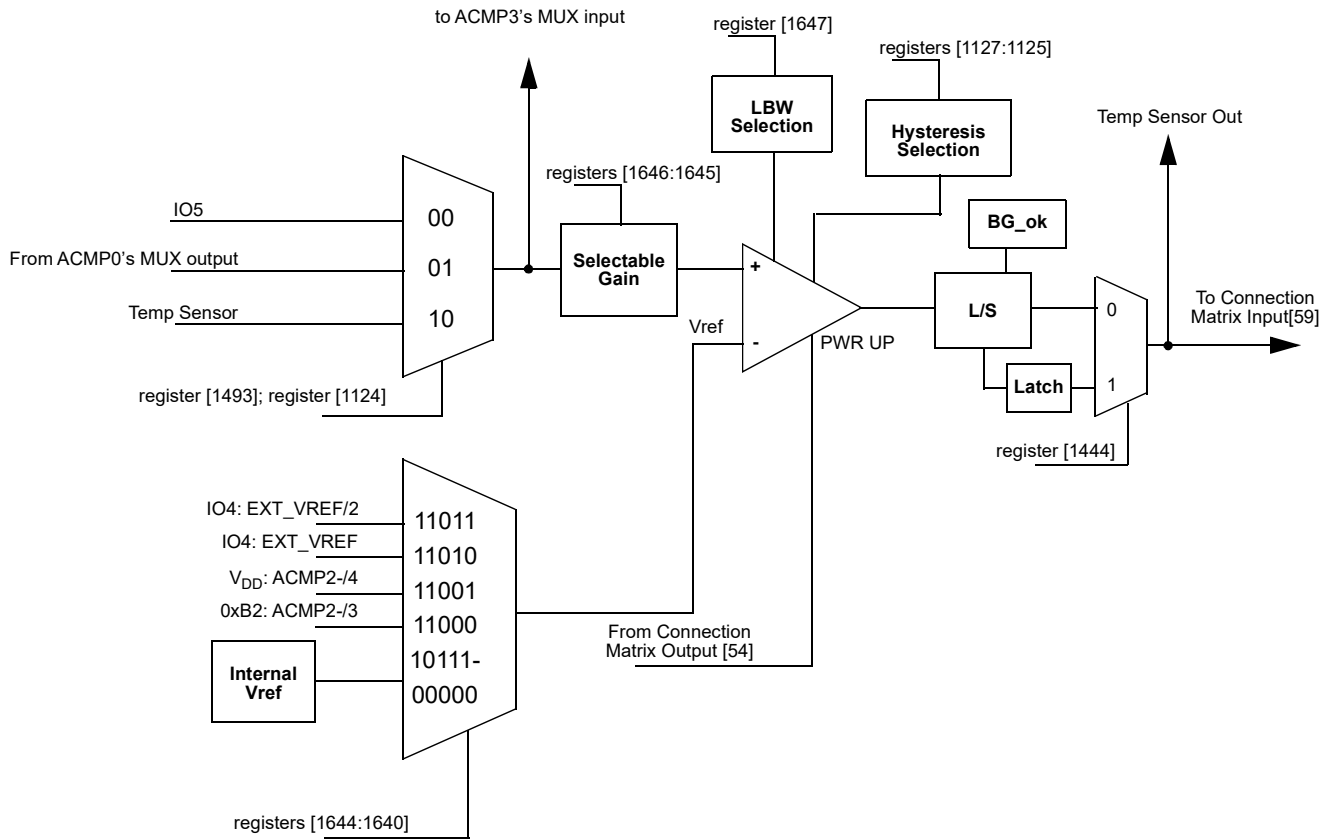 to ACMP3's MUX input
register [1647]
registers [1127:1125]
LBW
Selection
Hysteresis
Selection
Temp Sensor Out
registers [1646:1645]
IO5
00
BG_ok
From ACMP0's MUX output
01
Selectable
Gain
+
L/S
0
To Connection
Matrix Input[59]
Temp Sensor
10
Vref
-
PWR UP
Latch
1
register [1493]; register [1124]
register [1444]
IO4: EXT_VREF/2
11011
IO4: EXT_VREF
11010
VDD: ACMP2-/4
11001
0xB2: ACMP2-/3
11000
From Connection
Matrix Output [54]
Internal
Vref
10111-
00000
registers [1644:1640]